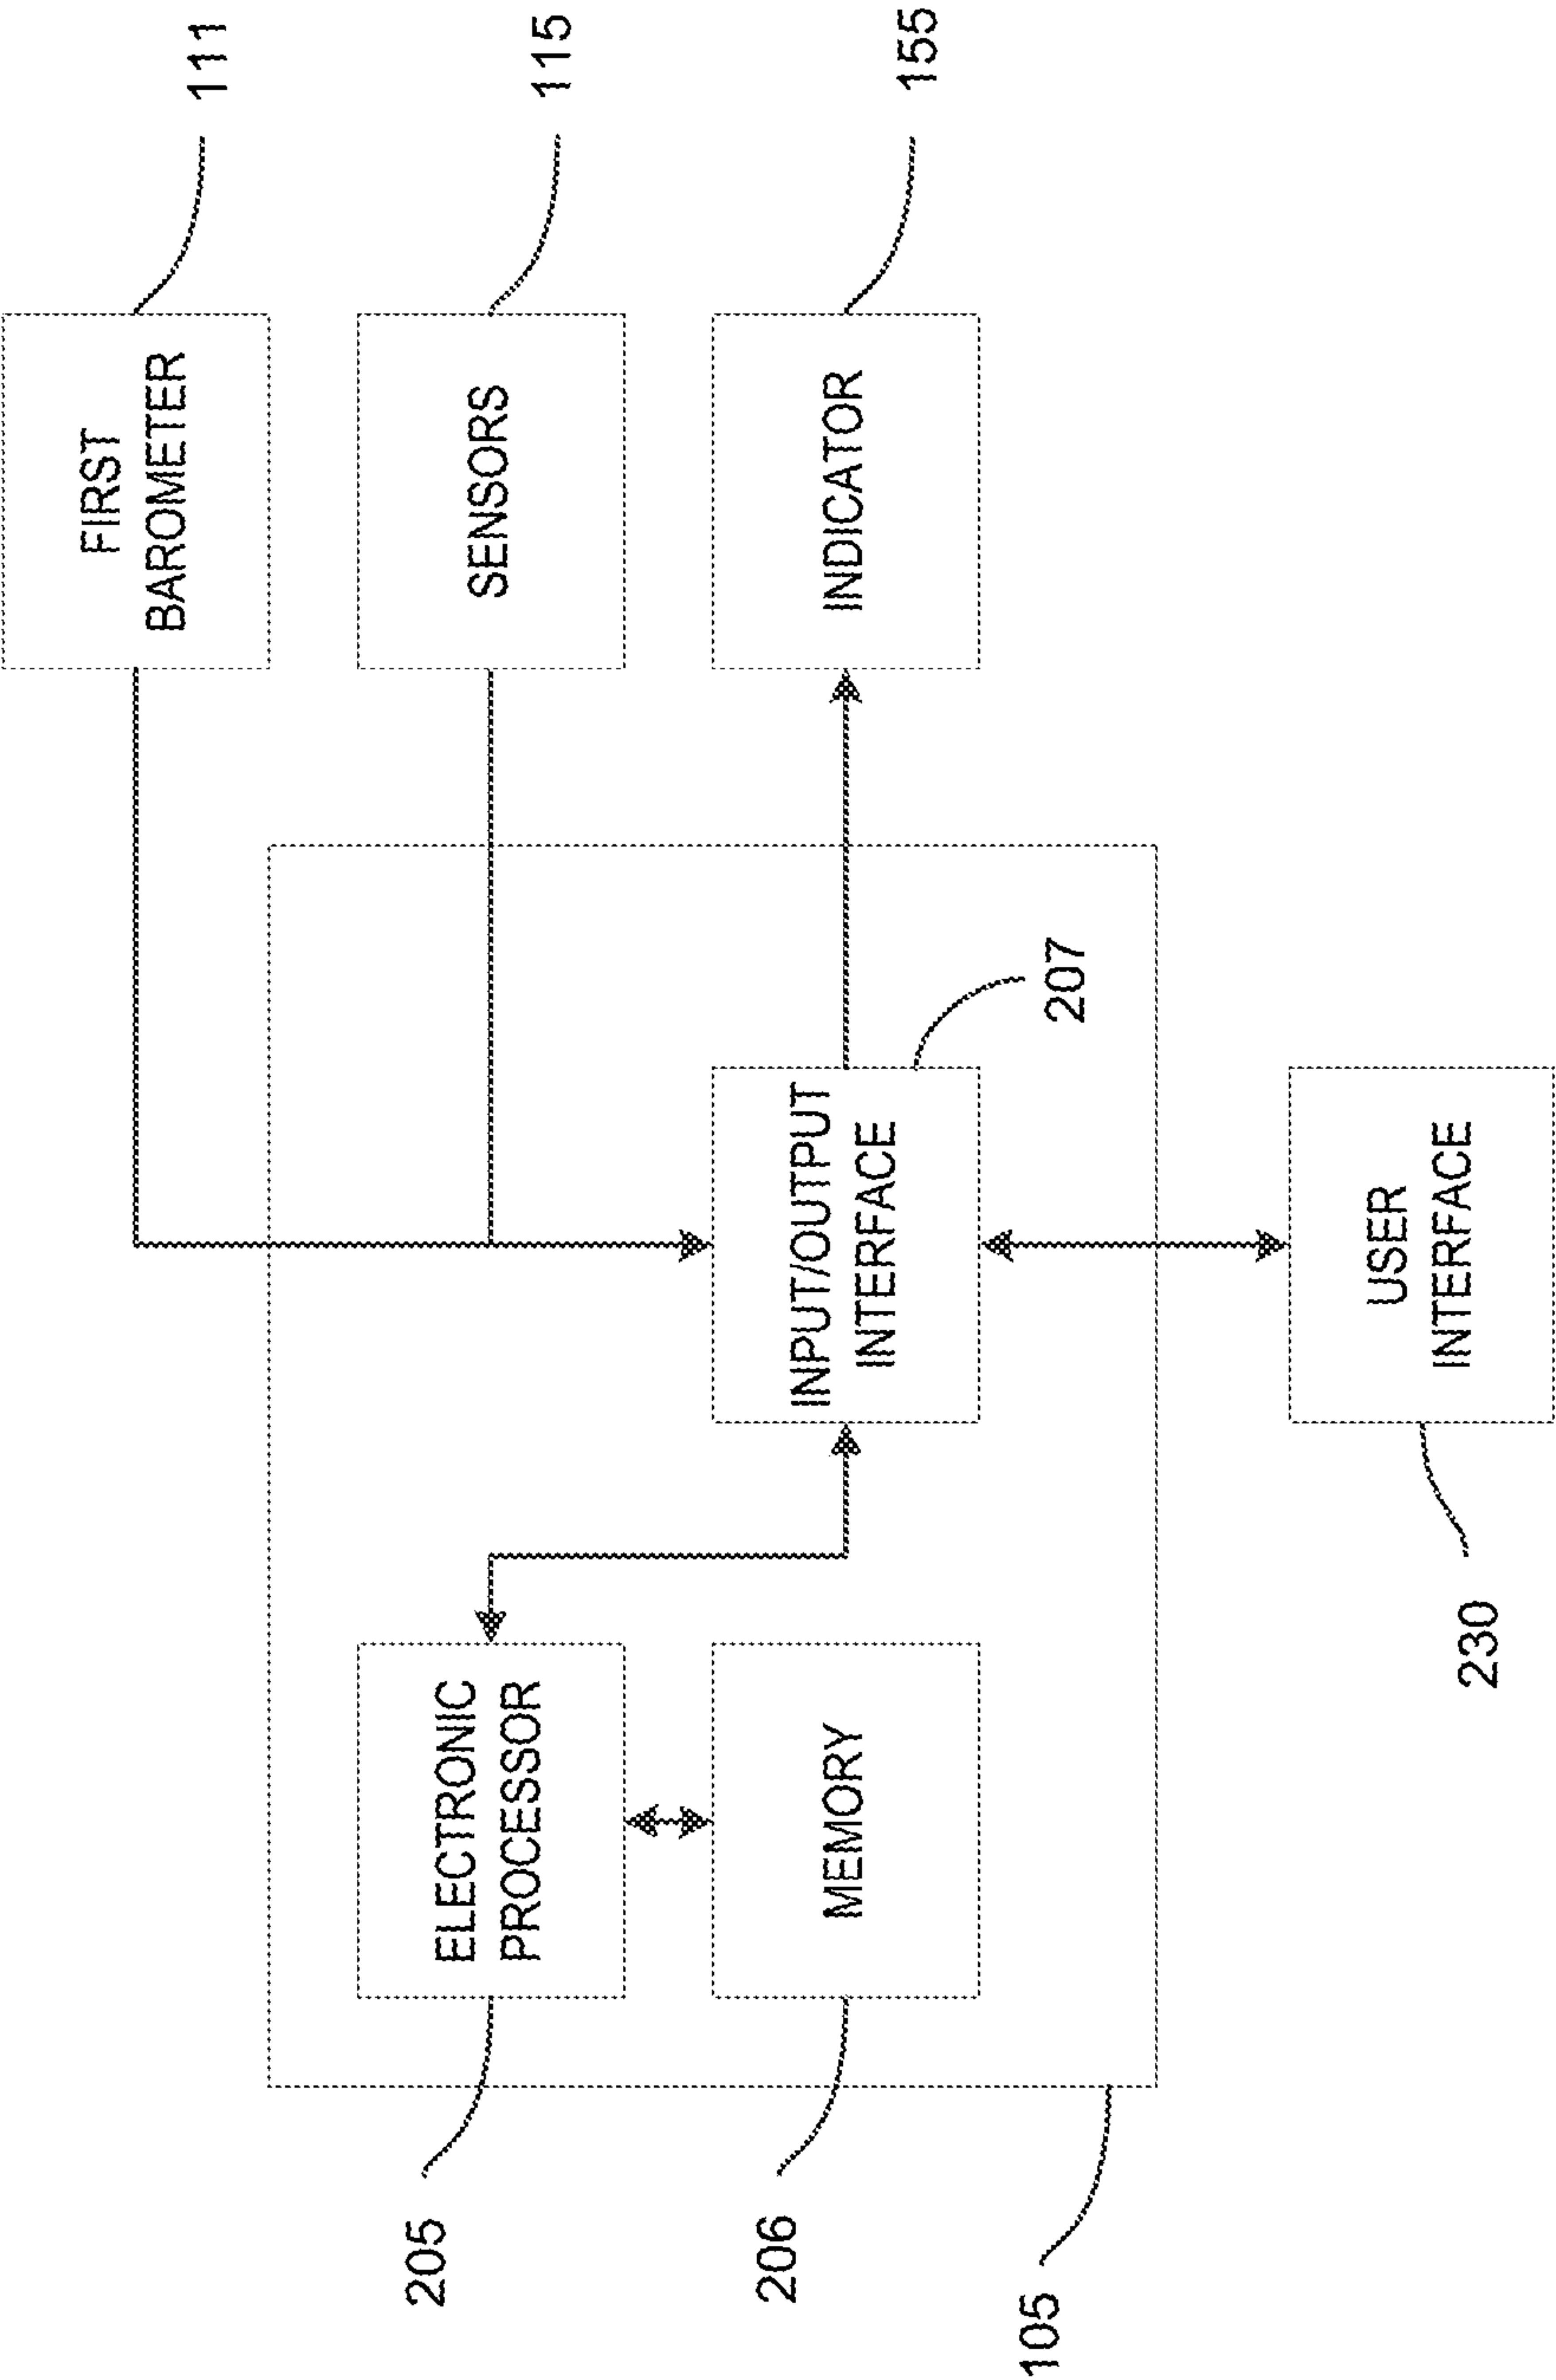 FIRST
BAROMETER
111
SENSORS
115
INDICATOR
155
ELECTRONIC
PROCESSOR
205
MEMORY
206
INPUT/OUTPUT
INTERFACE
207
105
USER
INTERFACE
230